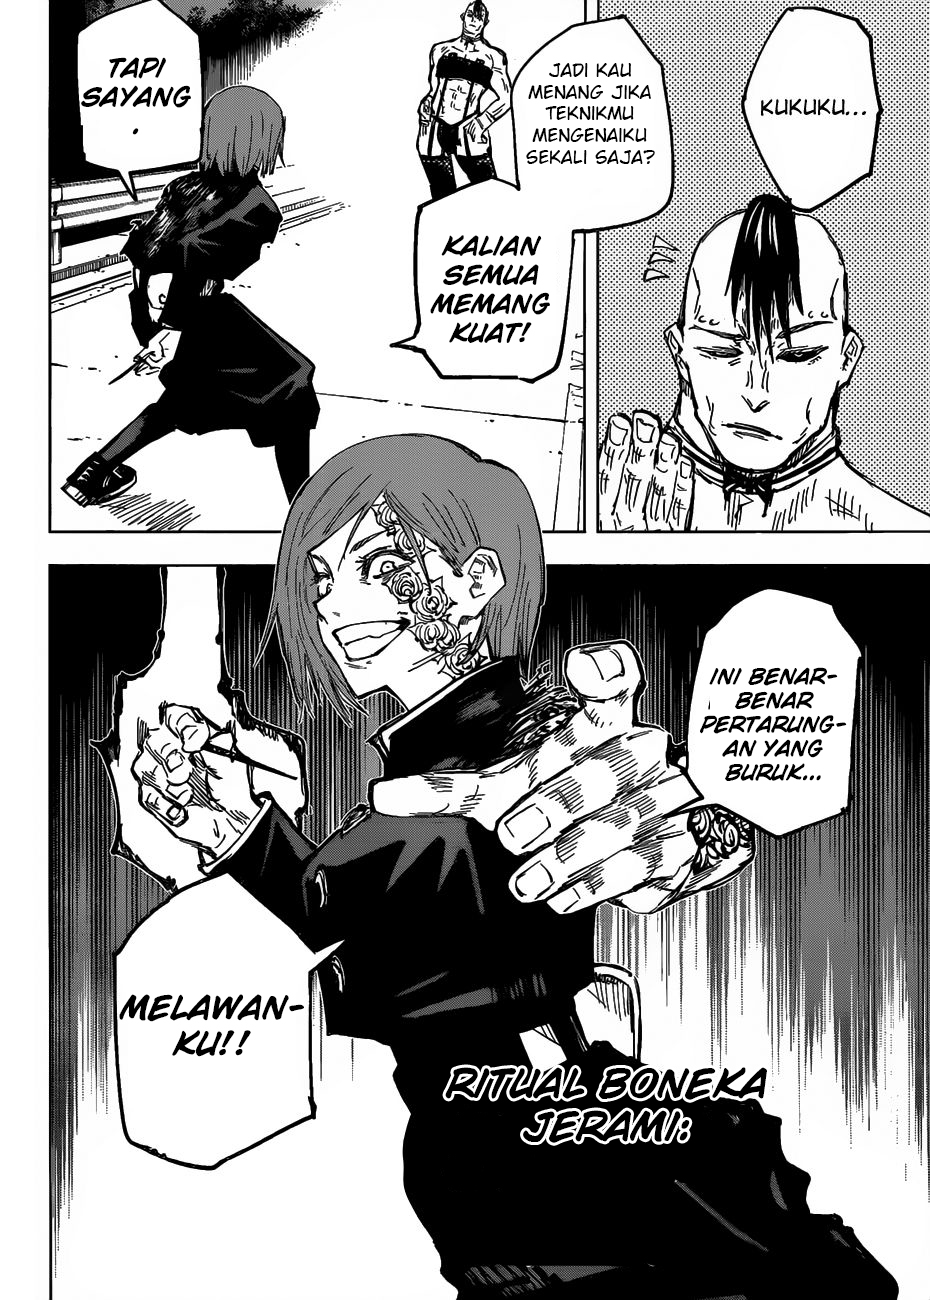 KUKUKU...
JADI KAU
MENANG JIKA
TEKNIKMU
MENGENAIKU
SEKALI SAJA?
KALIAN
SEMUA
MEMANG
KUAT!
TAPI
SAYANG
.
INI BENAR-
BENAR
PERTARUNG-
AN YANG
BURUK...
MELAWAN-
KU!!
RITUAL BONEKA
JERAMI: